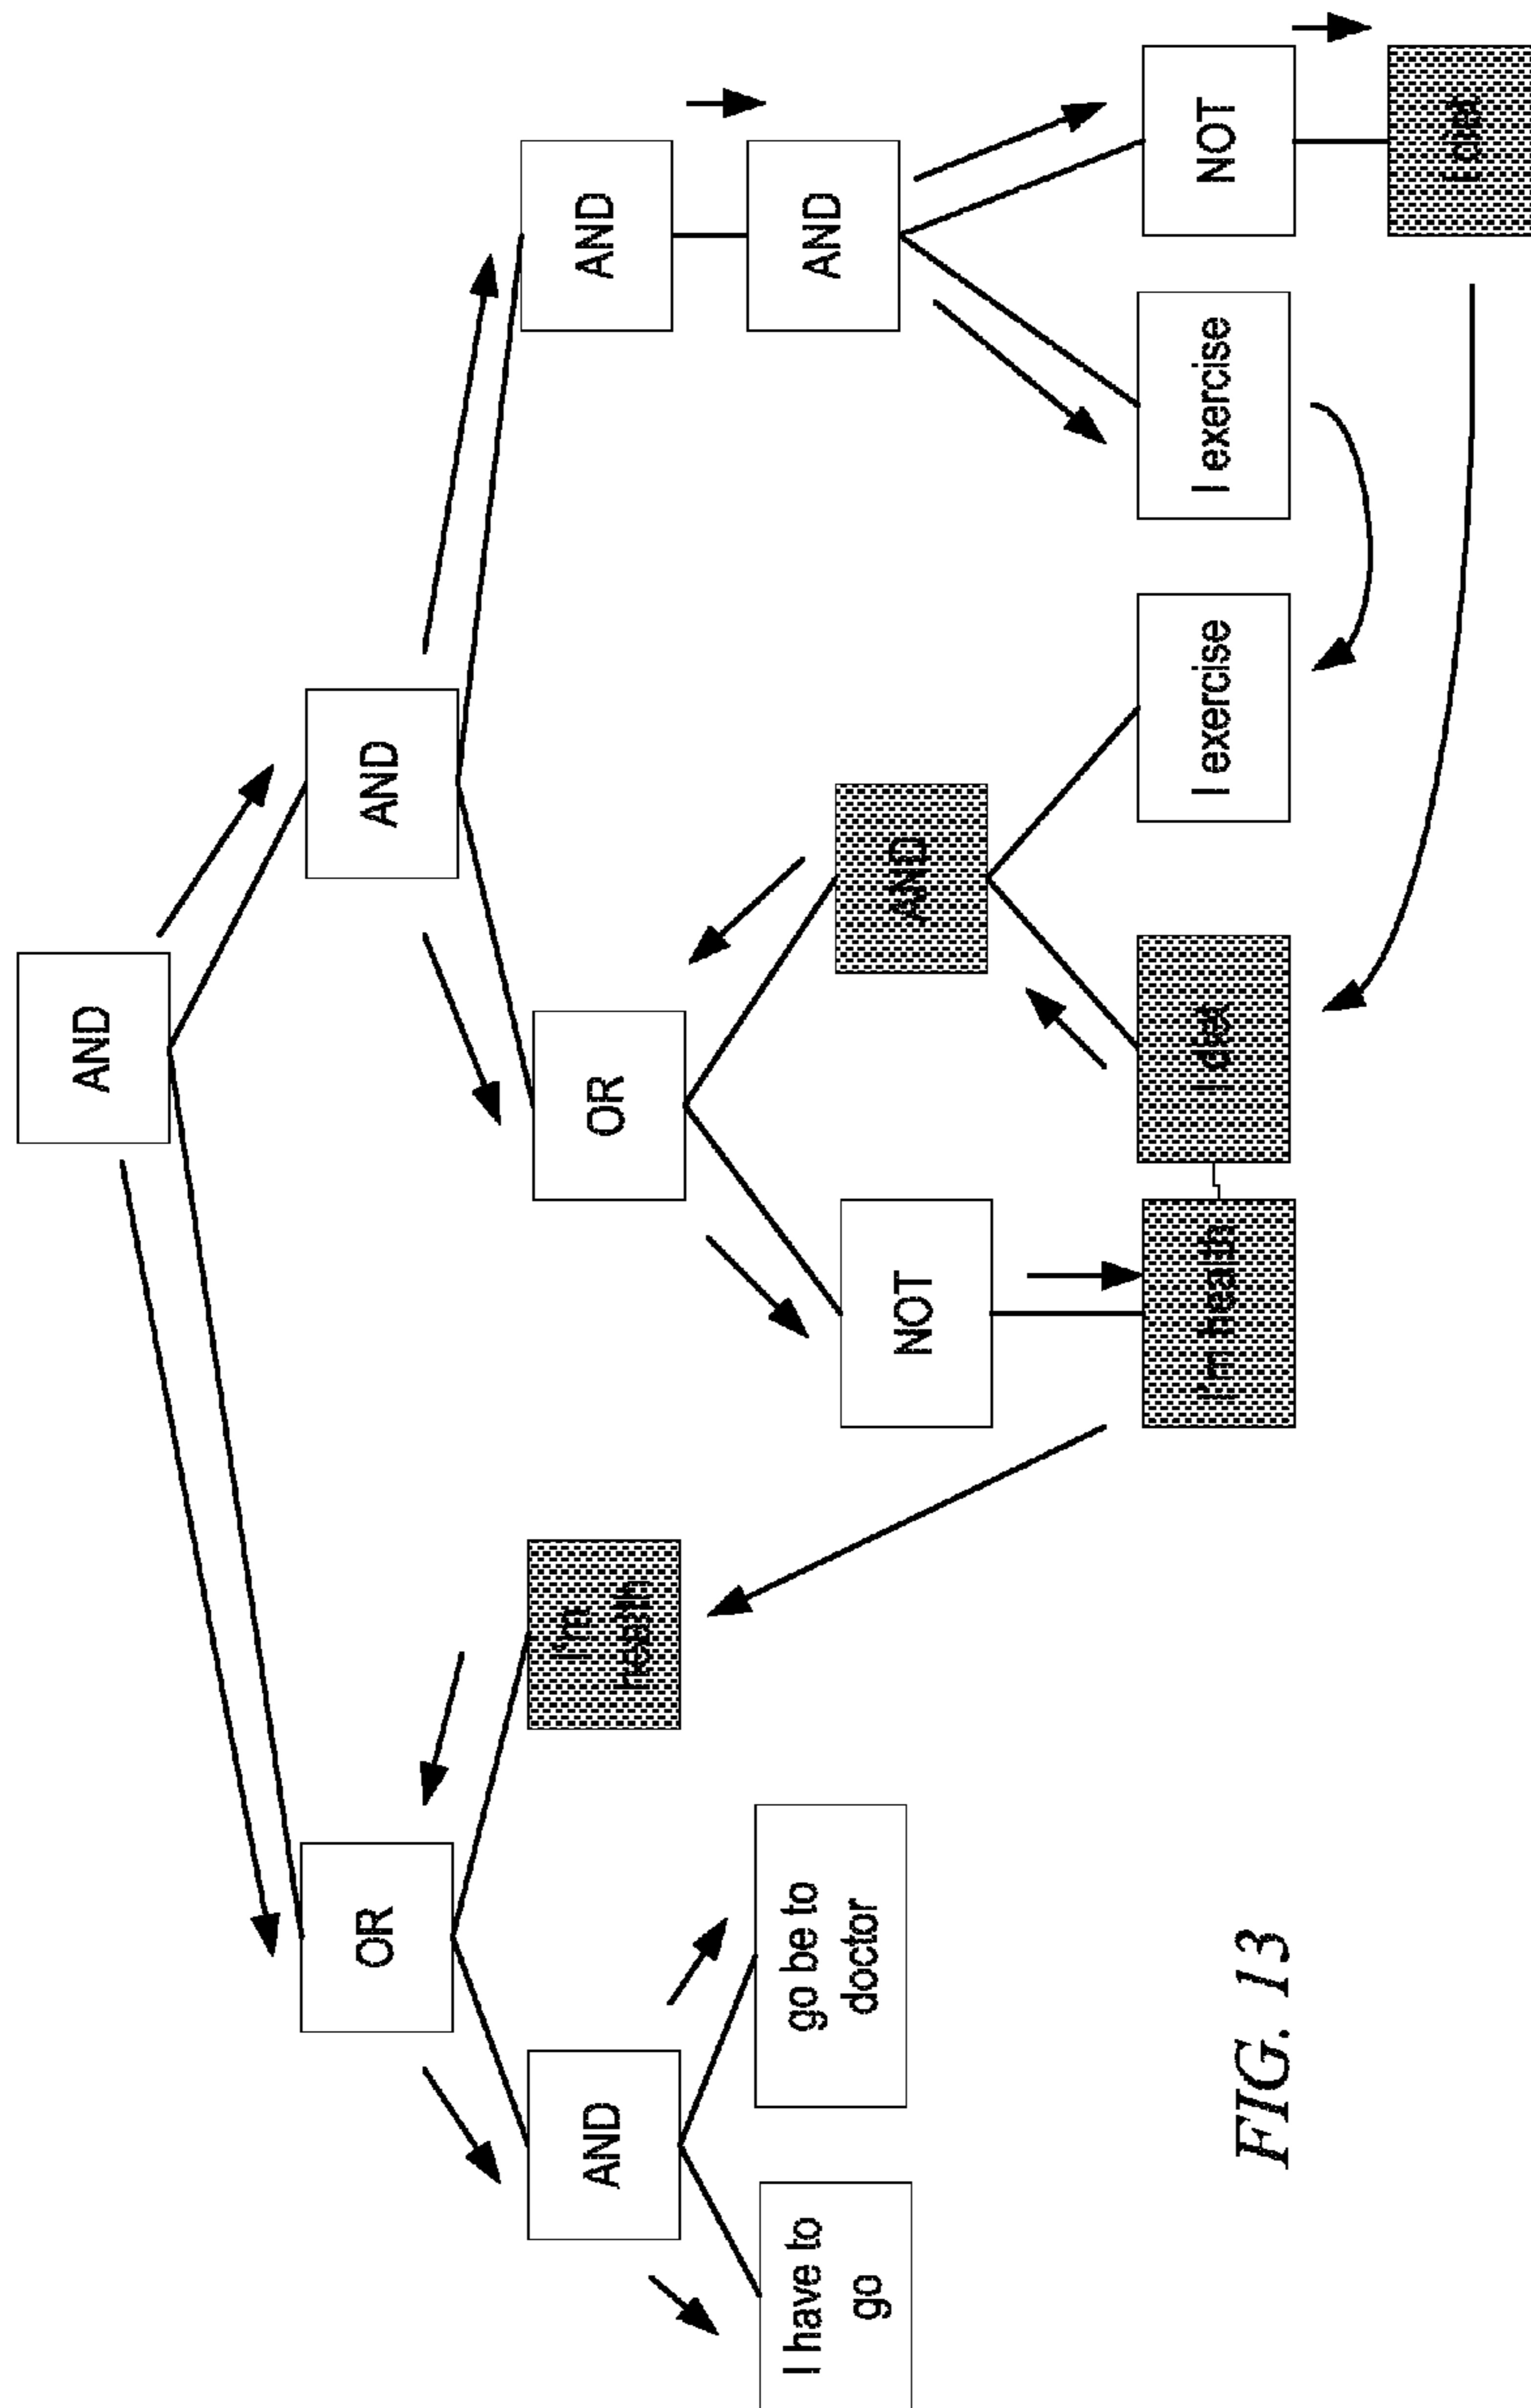 AND
OR
AND
AND
I'm
health
OR
AND
I have to
go
go be to
doctor
AND
NOT
AND
I'm health
I diet
I exercise
I exercise
NOT
I diet
FIG. 13